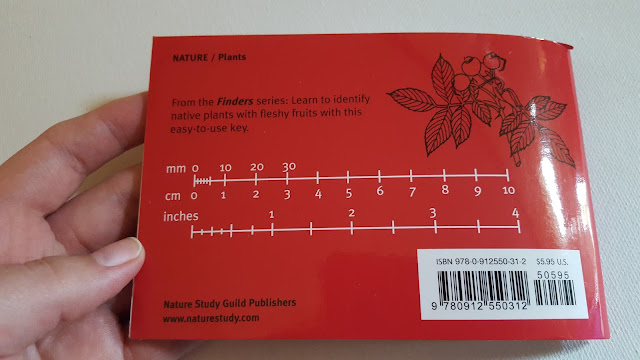 NATURE / Plants
From the Finders series: Learn to identify
native plants with fleshy fruits with this
easy-to-use key.
mm 0 10 20 30
cm 0 1 2 3 4 5 6 7 8 9 10
inches 1 2 3 4
ISBN 978-0-912550-31-2 $5.95 U.S.
50595
9 780912 550312
Nature Study Guild Publishers
www.naturestudy.com